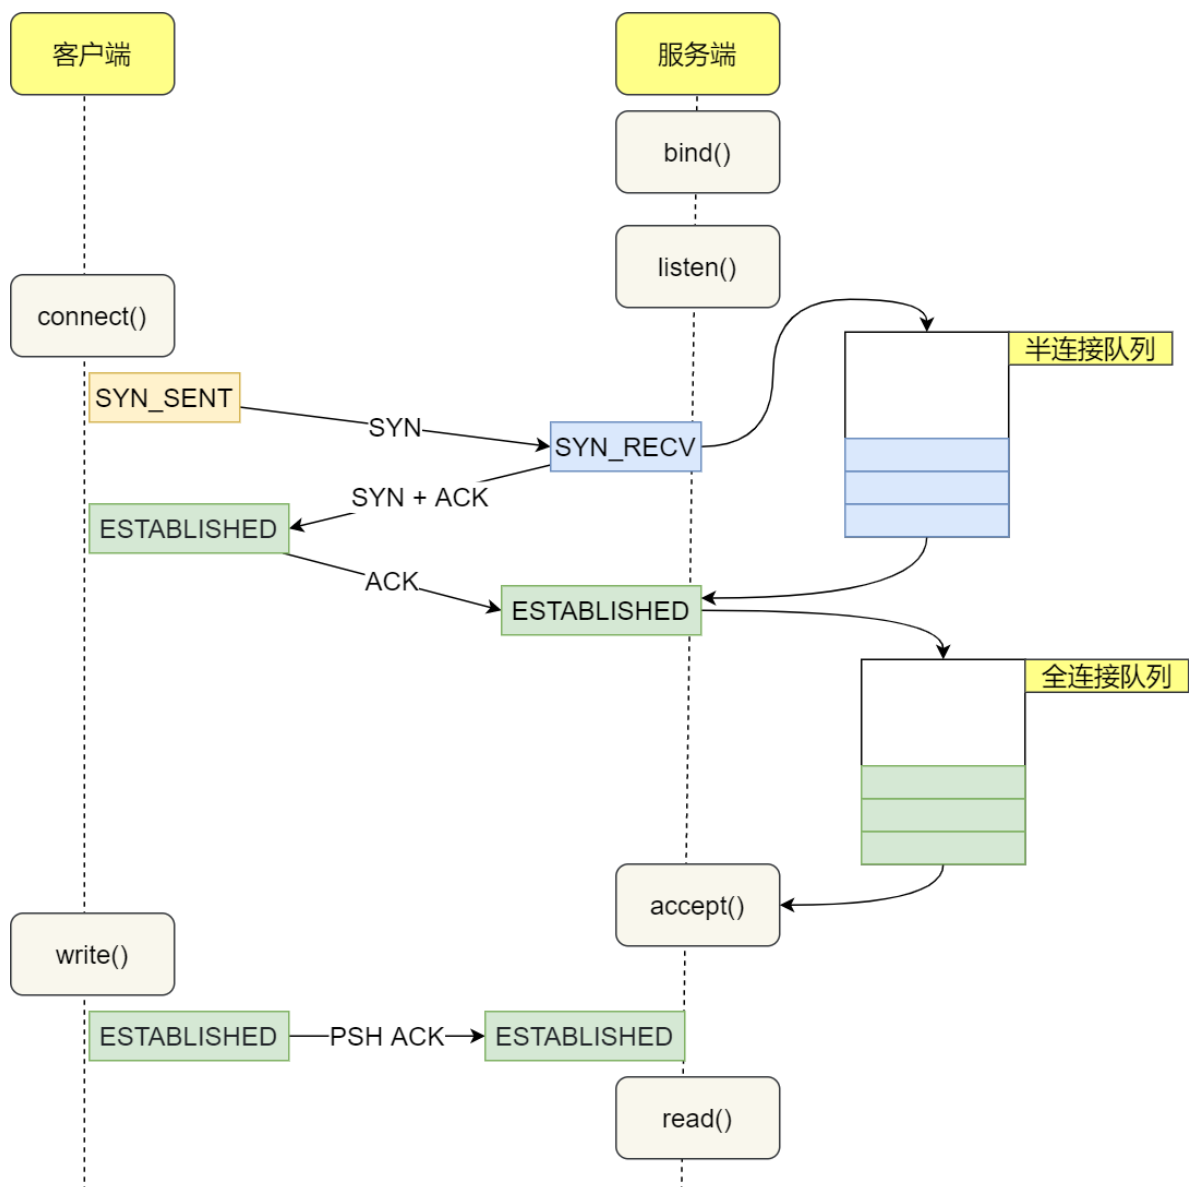 客户端
服务端
bind()
listen()
connect()
半连接队列
SYN_SENT
SYN
SYN_RECV
SYN + ACK
ESTABLISHED
ACK
ESTABLISHED
全连接队列
accept()
write()
ESTABLISHED
PSH ACK
ESTABLISHED
read()